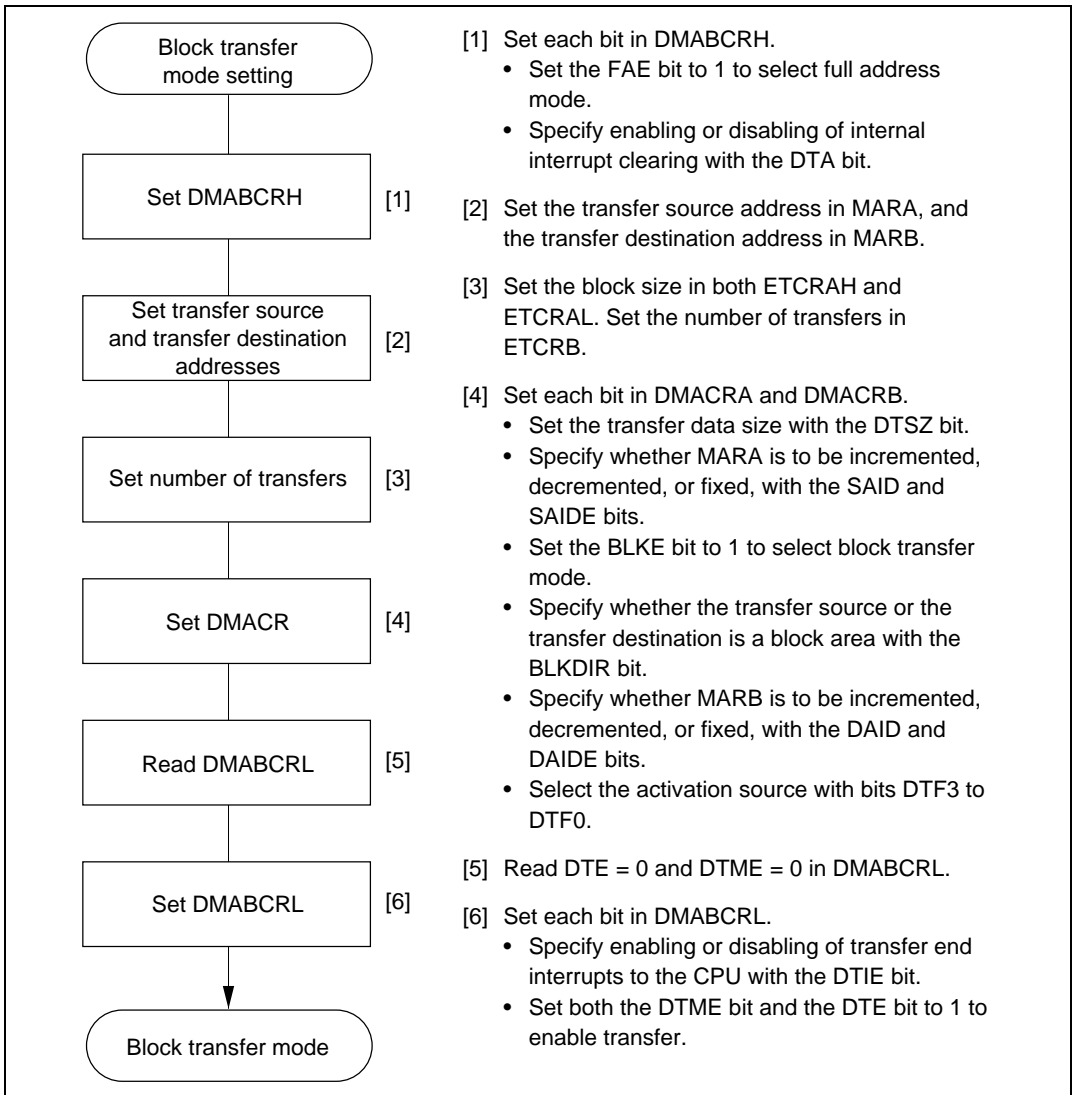 Block transfer
mode setting
Set DMABCRH
[1]
Set transfer source
and transfer destination
addresses
[2]
Set number of transfers
[3]
Set DMACR
[4]
Read DMABCRL
[5]
Set DMABCRL
[6]
Block transfer mode
[1] Set each bit in DMABCRH.
• Set the FAE bit to 1 to select full address
mode.
• Specify enabling or disabling of internal
interrupt clearing with the DTA bit.
[2] Set the transfer source address in MARA, and
the transfer destination address in MARB.
[3] Set the block size in both ETCRAH and
ETCRAL. Set the number of transfers in
ETCRB.
[4] Set each bit in DMACRA and DMACRB.
• Set the transfer data size with the DTSZ bit.
• Specify whether MARA is to be incremented,
decremented, or fixed, with the SAID and
SAIDE bits.
• Set the BLKE bit to 1 to select block transfer
mode.
• Specify whether the transfer source or the
transfer destination is a block area with the
BLKDIR bit.
• Specify whether MARB is to be incremented,
decremented, or fixed, with the DAID and
DAIDE bits.
• Select the activation source with bits DTF3 to
DTF0.
[5] Read DTE = 0 and DTME = 0 in DMABCRL.
[6] Set each bit in DMABCRL.
• Specify enabling or disabling of transfer end
interrupts to the CPU with the DTIE bit.
• Set both the DTME bit and the DTE bit to 1 to
enable transfer.